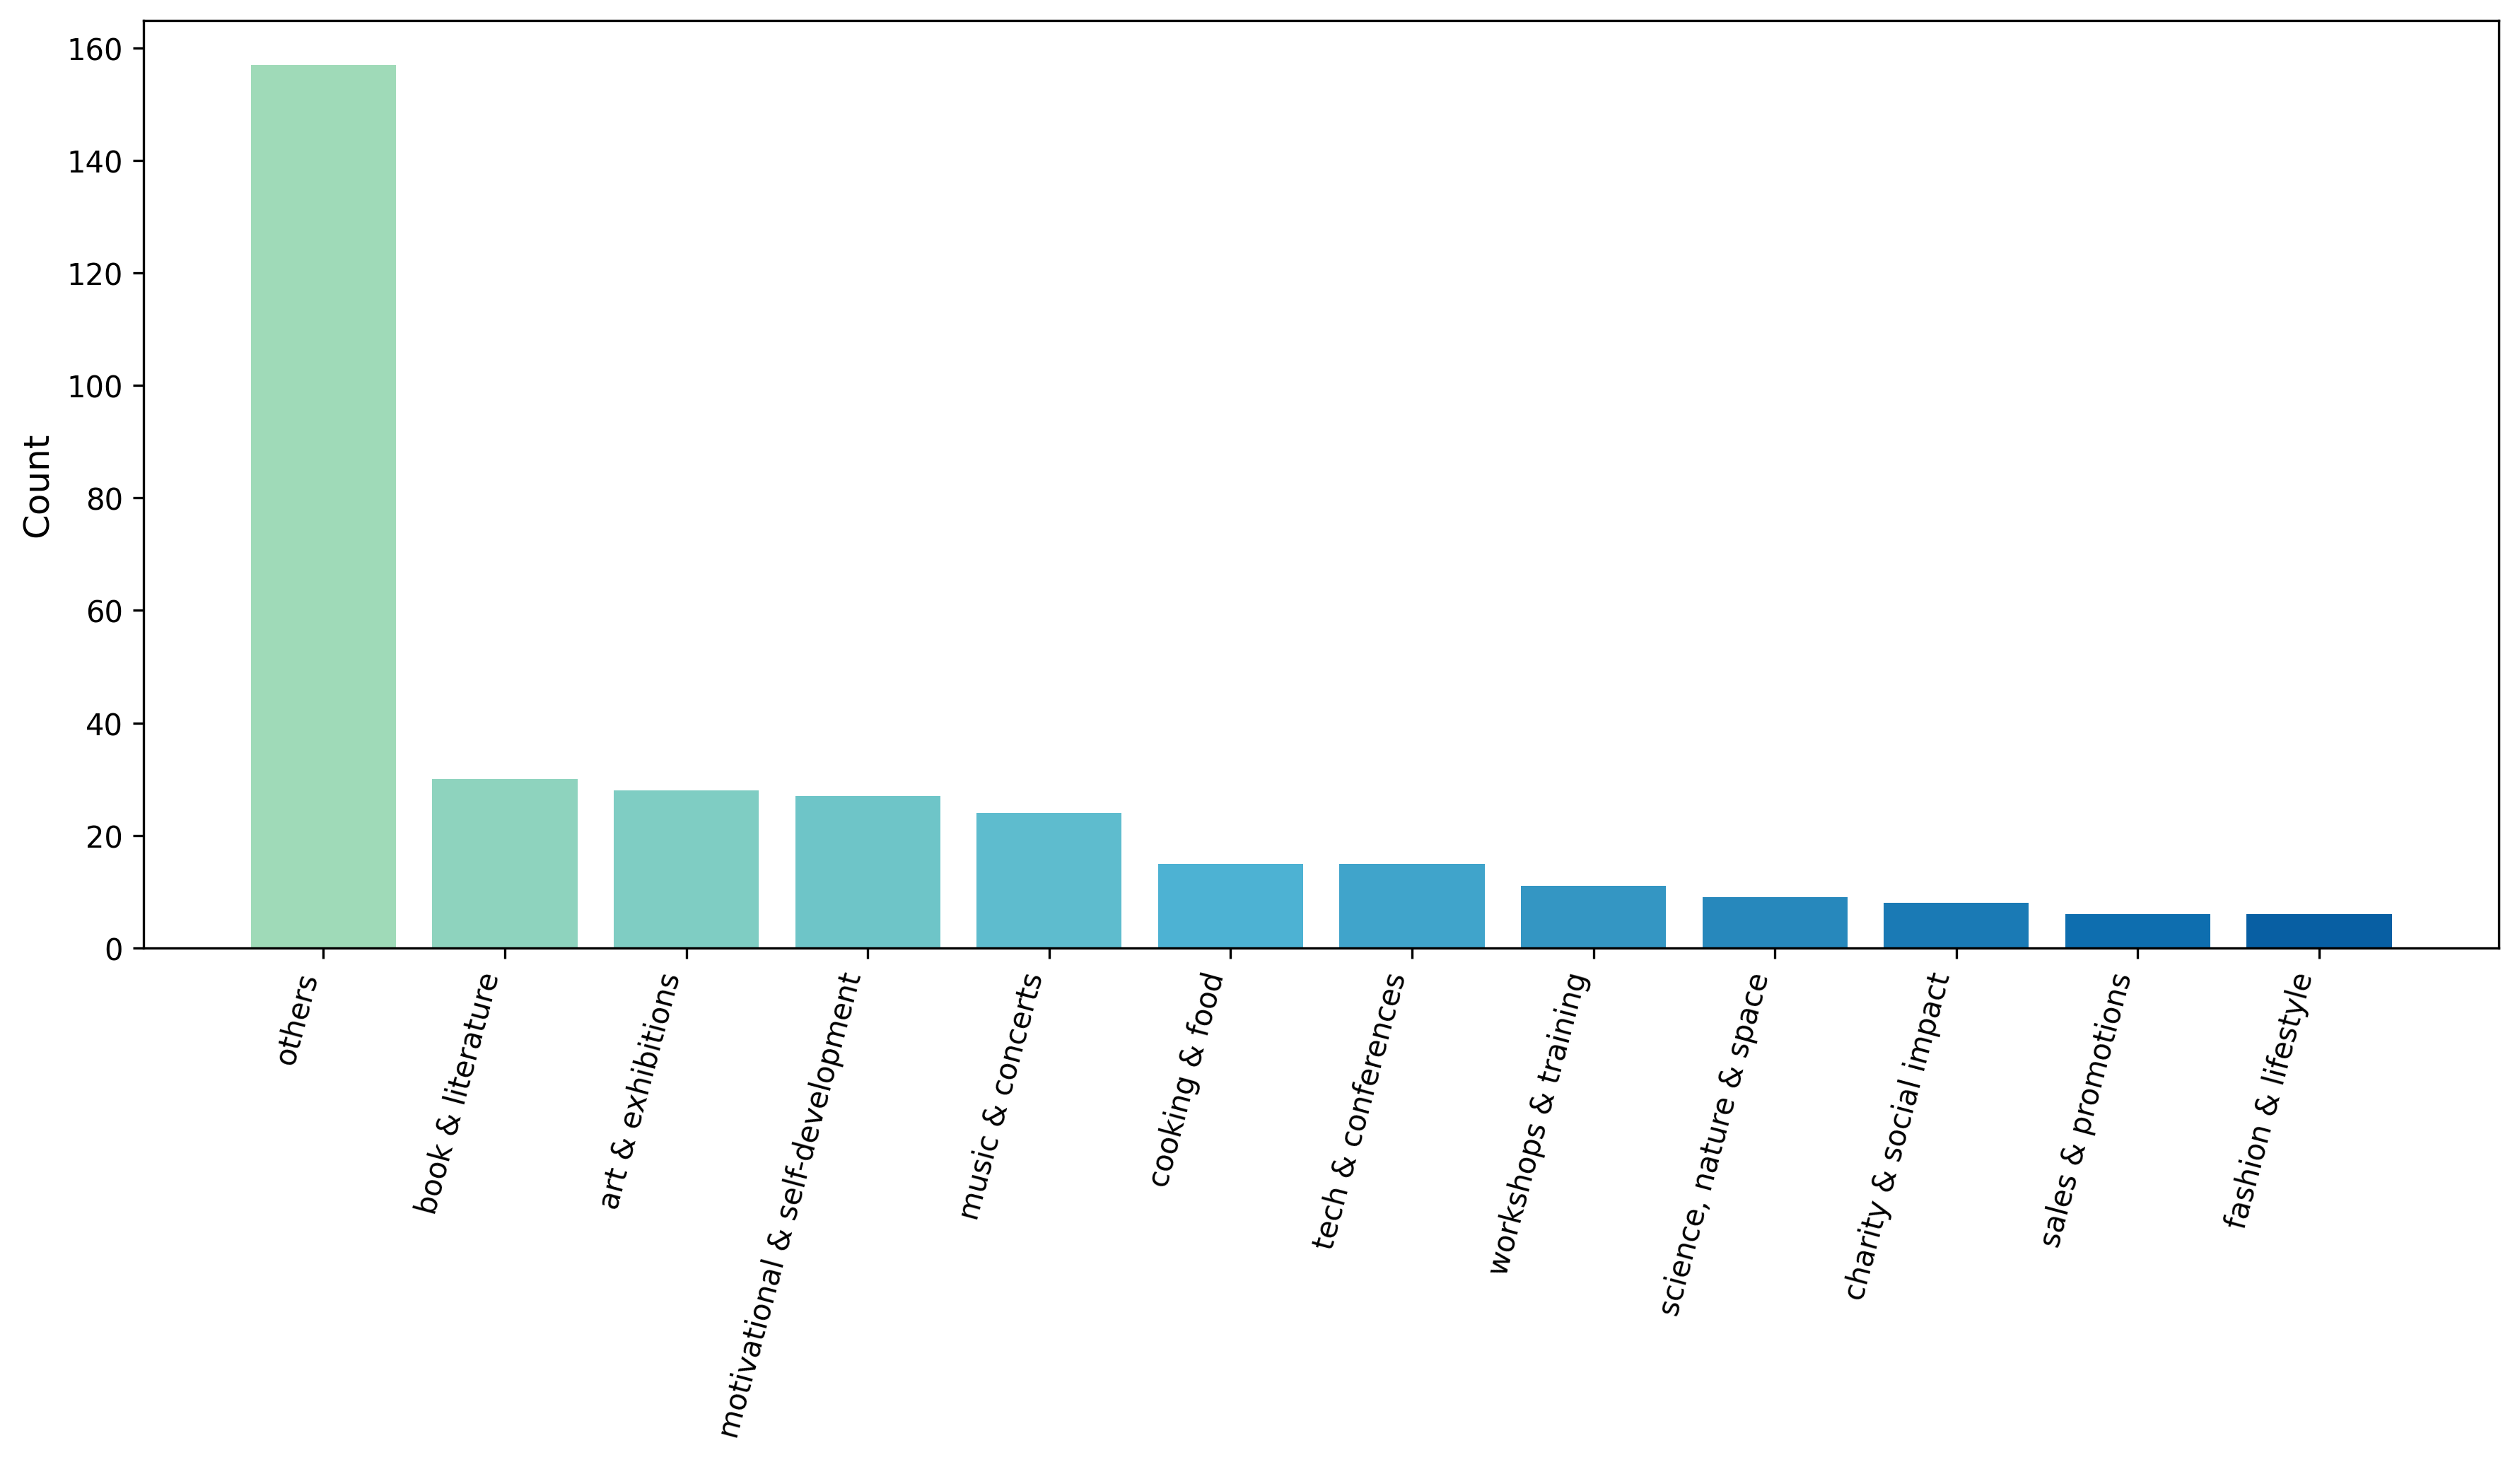 160
140
120
100
80
60
40
20
0
Count
others
book & literature
art & exhibitions
motivational & self-development
music & concerts
cooking & food
tech & conferences
workshops & training
science, nature & space
charity & social impact
sales & promotions
fashion & lifestyle